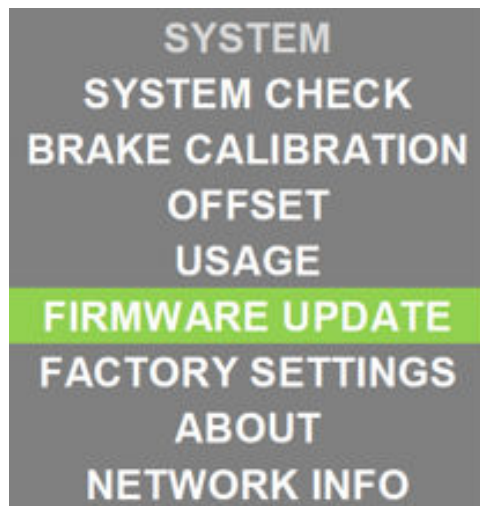 SYSTEM
SYSTEM CHECK
BRAKE CALIBRATION
OFFSET
USAGE
FIRMWARE UPDATE
FACTORY SETTINGS
ABOUT
NETWORK INFO